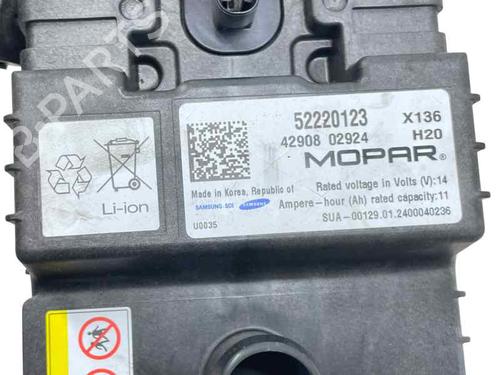 52220123 X136
42908 02924 H20
MOPAR®
Made in Korea, Republic of
Rated voltage in Volts (V):14
SAMSUNG SDI SAMSUNG
Ampere-hour (Ah) rated capacity:11
U0035
SUA-00129.01.2400040236
Li-ion
B-PARTS